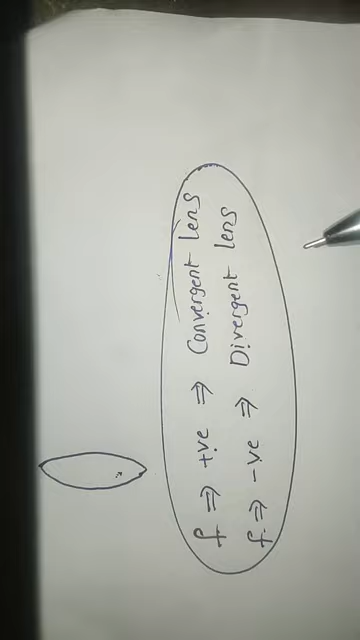 f ⇒ +ve ⇒ Convergent lens
f ⇒ -ve ⇒ Divergent lens